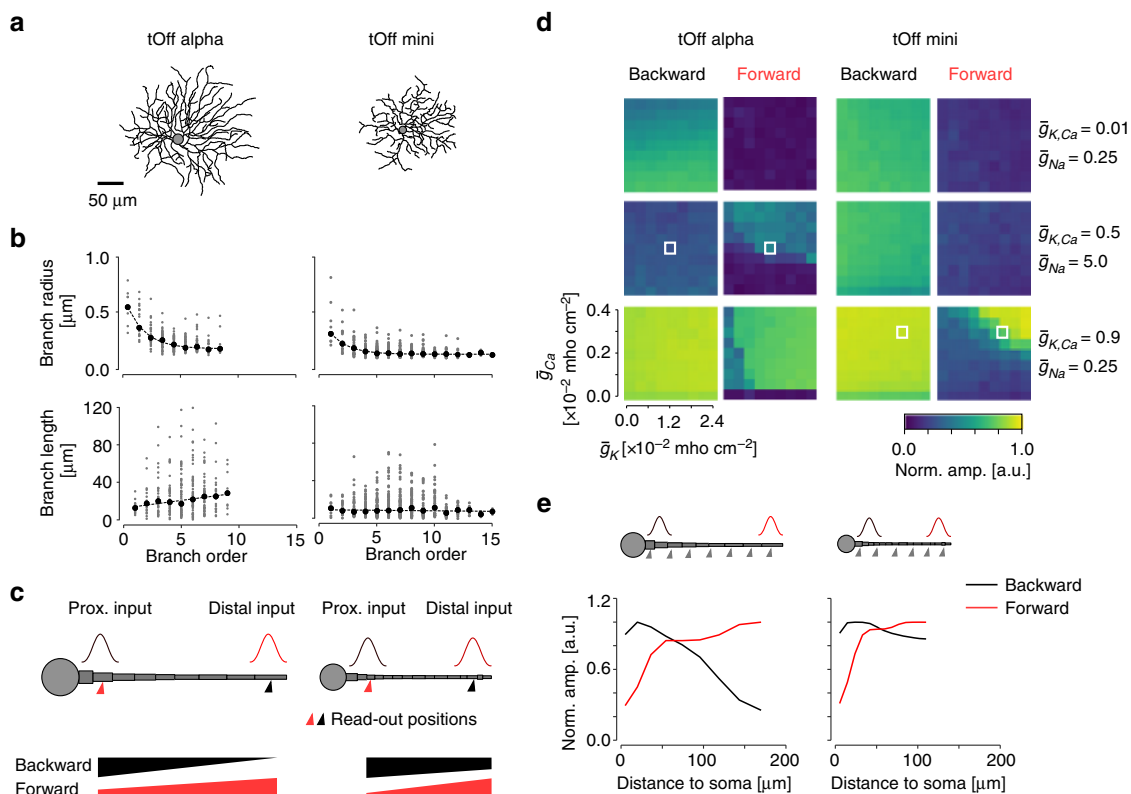 a
tOff alpha
tOff mini
50 μm
b
Branch radius
[μm]
1.0
0.5
0.0
Branch length
[μm]
120
80
40
20
0
0 5 10 15
0 5 10 15
Branch order
Branch order
c
Prox. input
Distal input
Prox. input
Distal input
Read-out positions
Backward
Forward
d
tOff alpha
tOff mini
Backward
Forward
Backward
Forward
ḡK,Ca = 0.01
ḡNa = 0.25
ḡK,Ca = 0.5
ḡNa = 5.0
ḡK,Ca = 0.9
ḡNa = 0.25
ḡCa
[×10−2 mho cm−2]
0.4
0.2
0.0
0.0 1.2 2.4
ḡK [×10−2 mho cm−2]
0.0 1.0
Norm. amp. [a.u.]
e
Backward
Forward
Norm. amp. [a.u.]
1.2
0.6
0.0
0 100 200
0 100 200
Distance to soma [μm]
Distance to soma [μm]